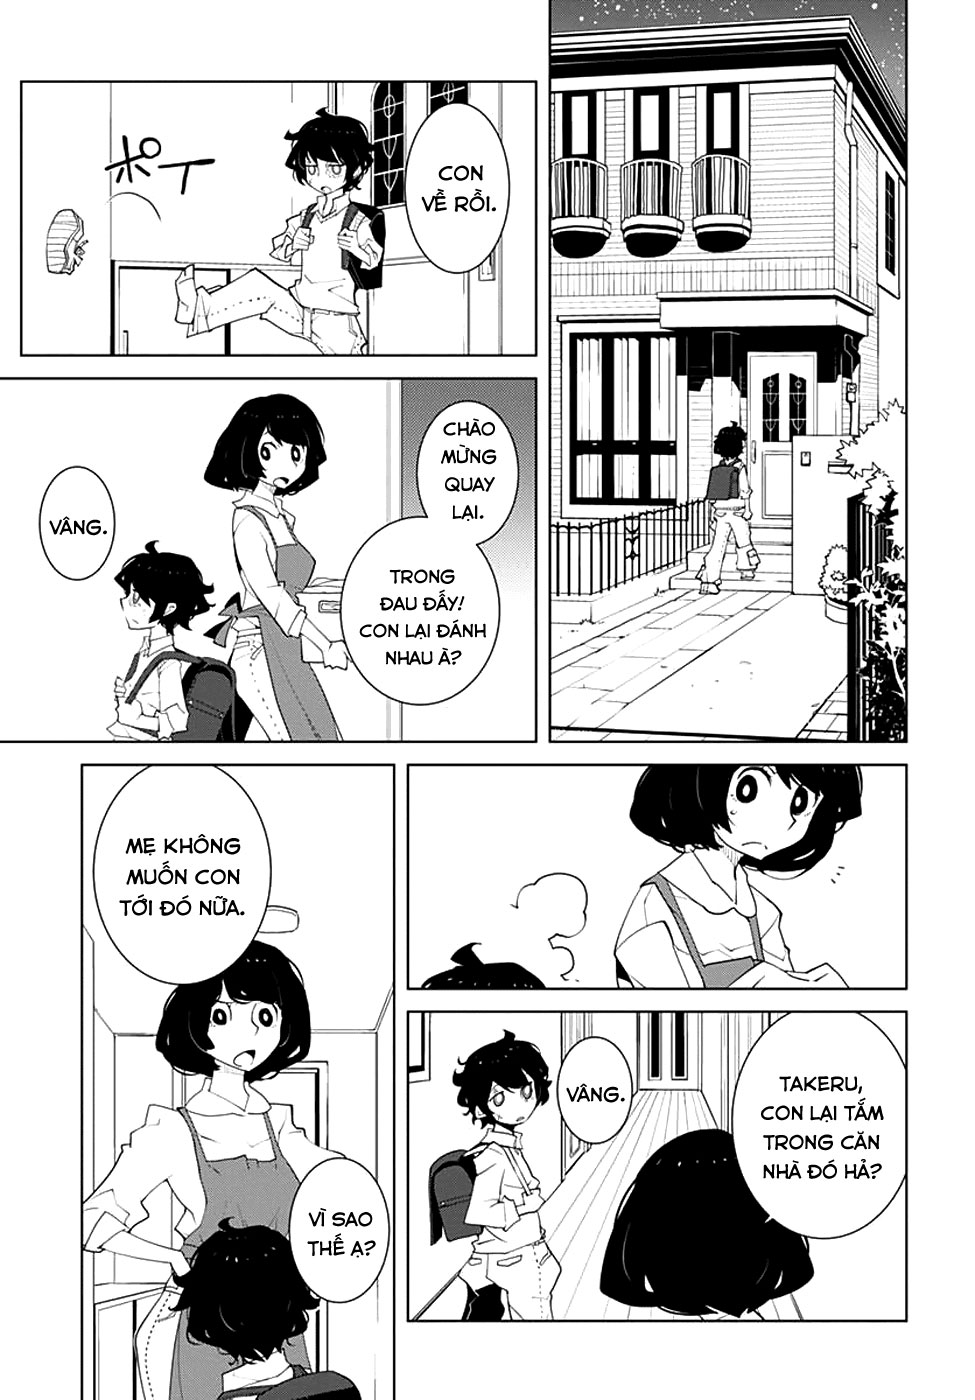 CON
VỀ RỒI.
ポイ
CHÀO
MỪNG
QUAY
LẠI.
TRONG
ĐAU ĐẤY!
CON LẠI ĐÁNH
NHAU À?
VÂNG.
TAKERU,
CON LẠI TẮM
TRONG CĂN
NHÀ ĐÓ HẢ?
VÂNG.
MẸ KHÔNG
MUỐN CON
TỚI ĐÓ NỮA.
VÌ SAO
THẾ Ạ?